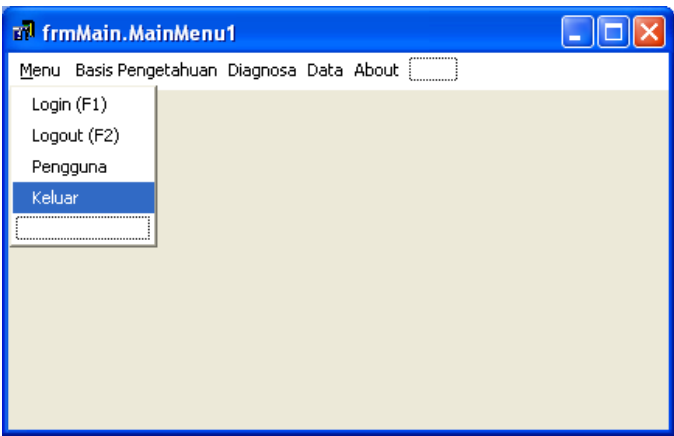 frmMain.MainMenu1
Menu Basis Pengetahuan Diagnosa Data About
Login (F1)
Logout (F2)
Pengguna
Keluar